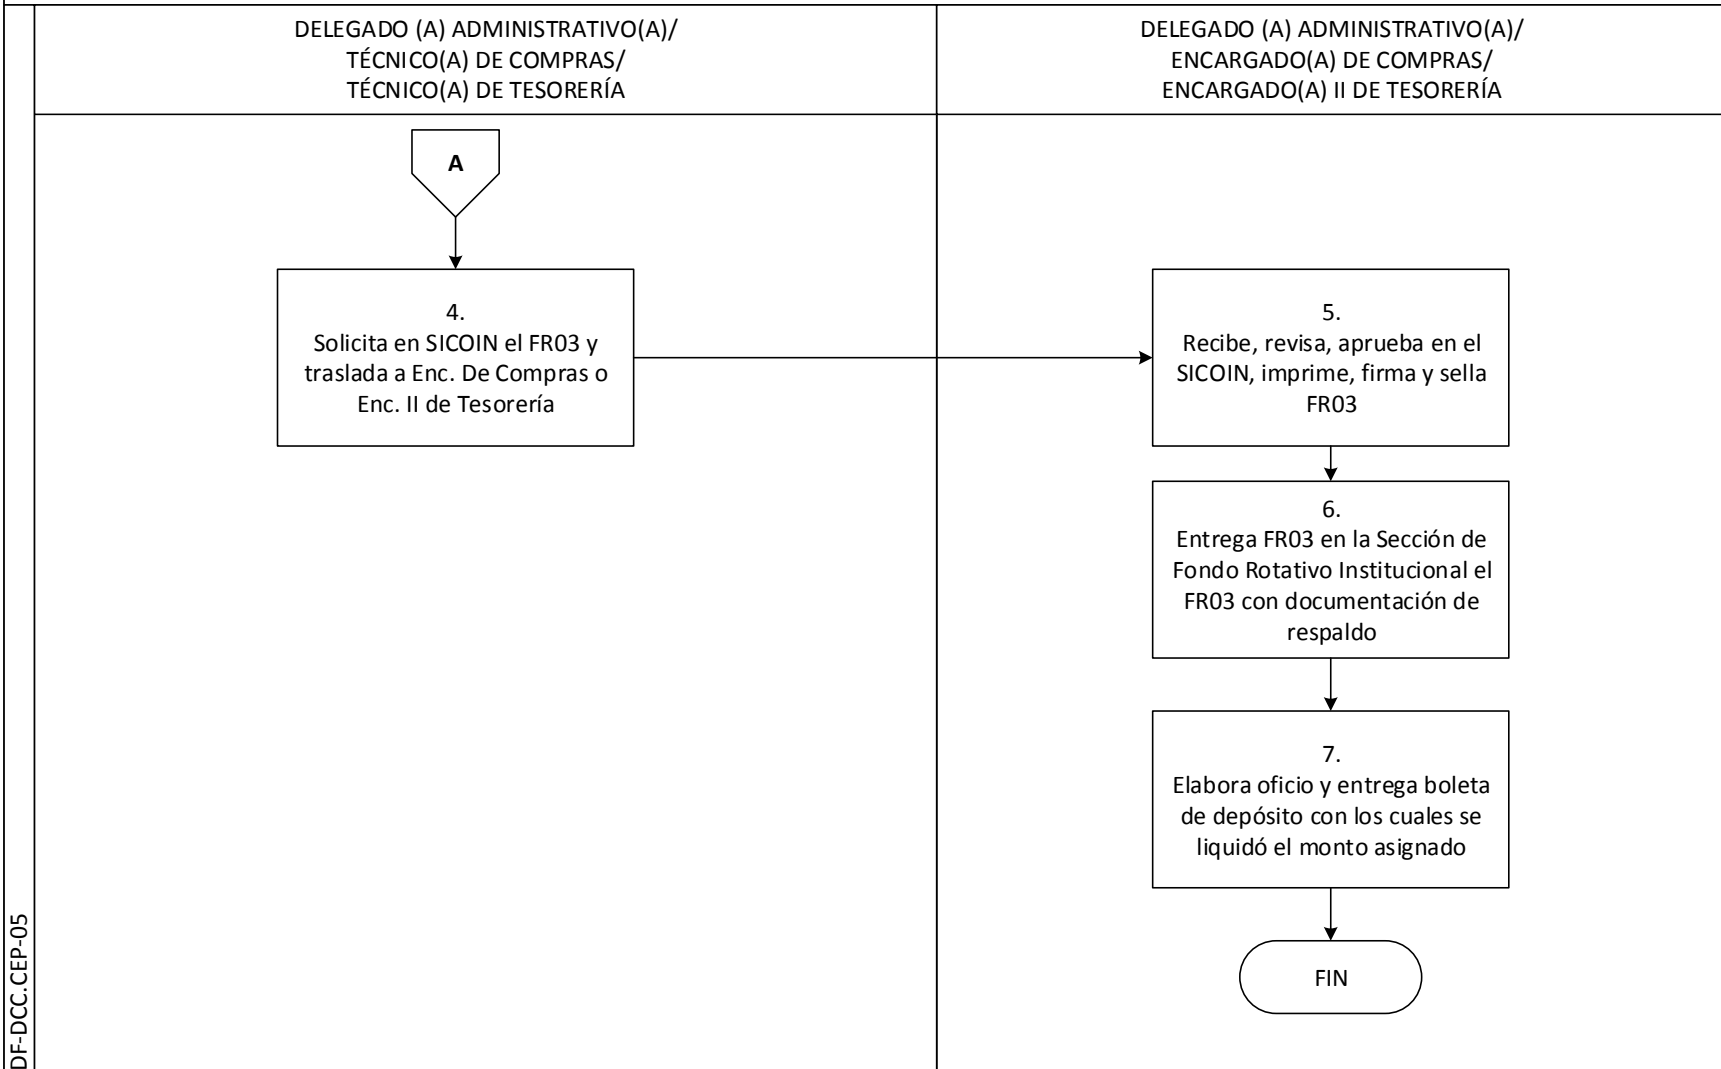 DELEGADO (A) ADMINISTRATIVO(A)/
TÉCNICO(A) DE COMPRAS/
TÉCNICO(A) DE TESORERÍA
DELEGADO (A) ADMINISTRATIVO(A)/
ENCARGADO(A) DE COMPRAS/
ENCARGADO(A) II DE TESORERÍA
A
4.
Solicita en SICOIN el FR03 y
traslada a Enc. De Compras o
Enc. II de Tesorería
5.
Recibe, revisa, aprueba en el
SICOIN, imprime, firma y sella
FR03
6.
Entrega FR03 en la Sección de
Fondo Rotativo Institucional el
FR03 con documentación de
respaldo
7.
Elabora oficio y entrega boleta
de depósito con los cuales se
liquidó el monto asignado
FIN
DF-DCC.CEP-05